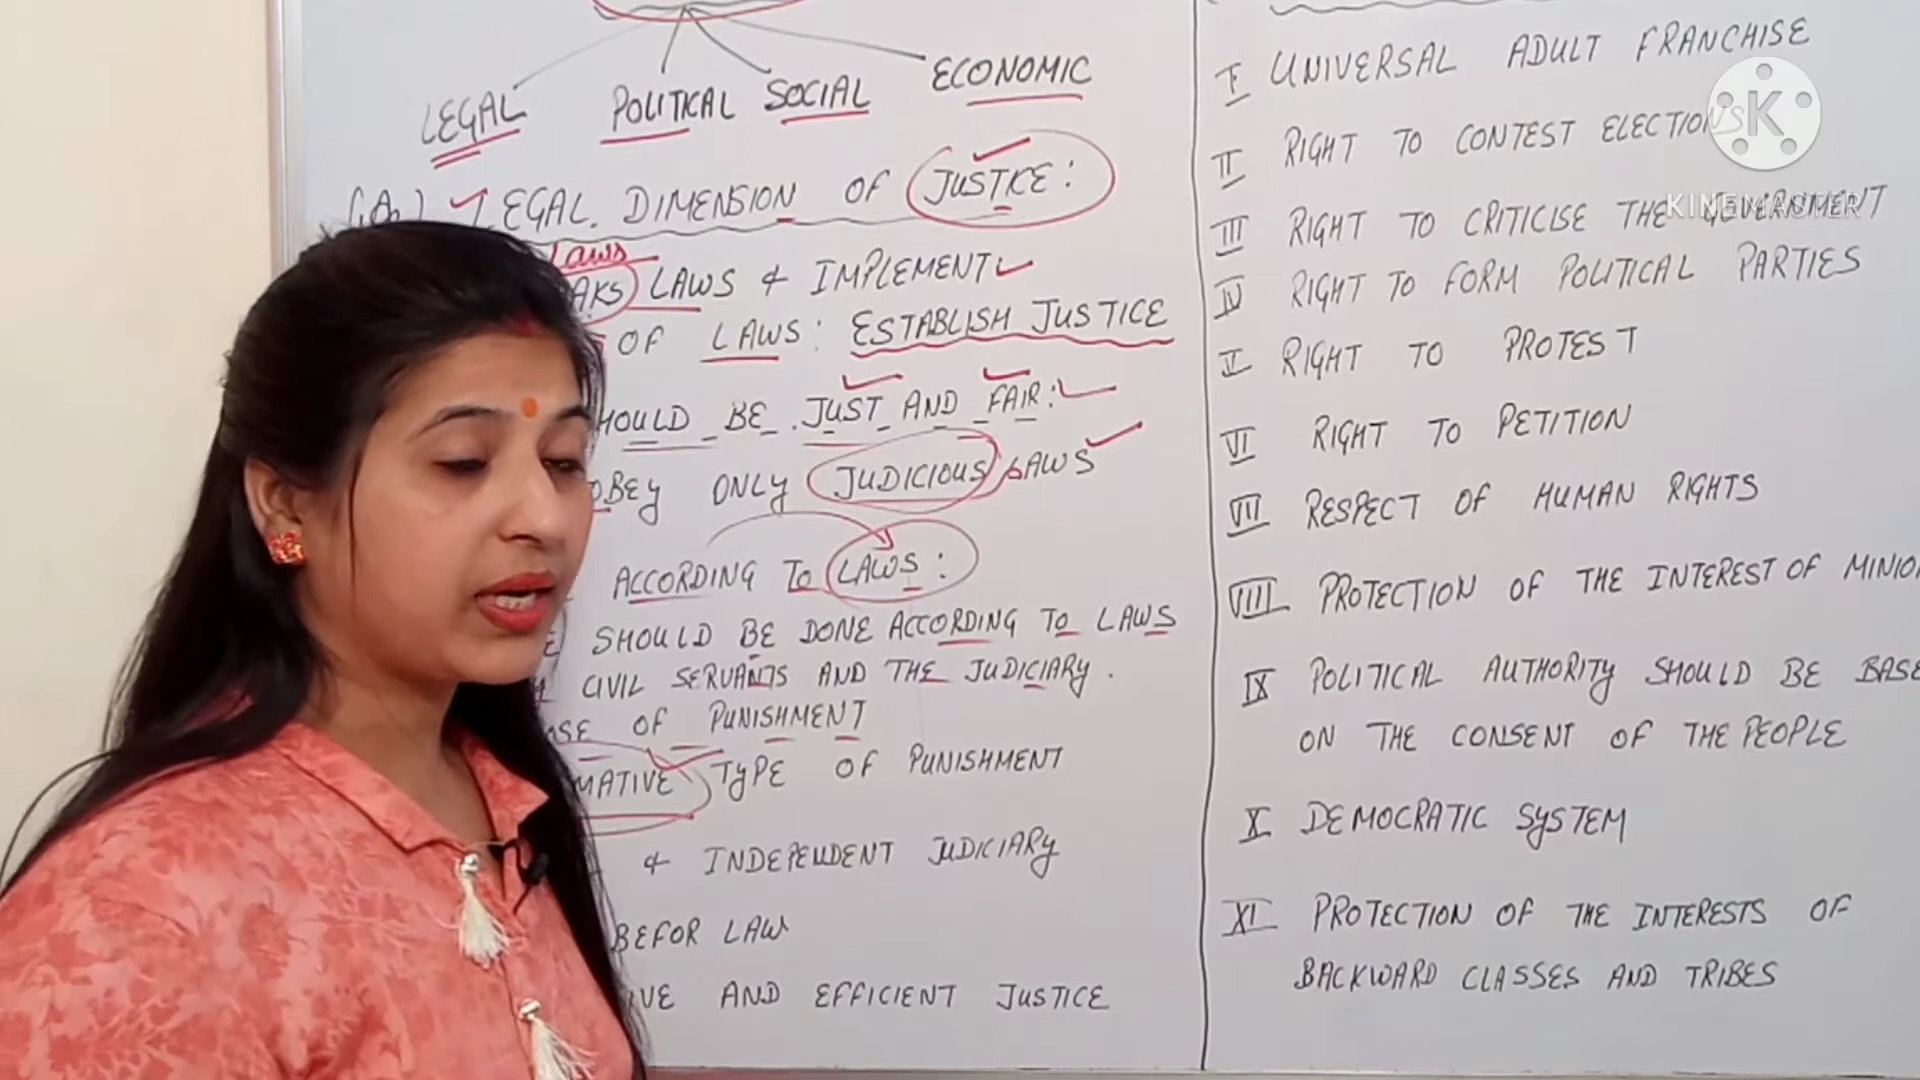 LEGAL POLITICAL SOCIAL ECONOMIC
(A) LEGAL DIMENSION OF JUSTICE:
Laws
LAWS & IMPLEMENT
OF LAWS: ESTABLISH JUSTICE
SHOULD BE JUST AND FAIR:
OBEY ONLY JUDICIOUS LAWS
ACCORDING TO LAWS:
SHOULD BE DONE ACCORDING TO LAWS
CIVIL SERVANTS AND THE JUDICIARY.
OF PUNISHMENT
TYPE OF PUNISHMENT
& INDEPENDENT JUDICIARY
BEFOR LAW
AND EFFICIENT JUSTICE
I UNIVERSAL ADULT FRANCHISE
II RIGHT TO CONTEST ELECTIONS
III RIGHT TO CRITICISE THE GOVERNMENT
IV RIGHT TO FORM POLITICAL PARTIES
V RIGHT TO PROTEST
VI RIGHT TO PETITION
VII RESPECT OF HUMAN RIGHTS
VIII PROTECTION OF THE INTEREST OF MINIO
IX POLITICAL AUTHORITY SHOULD BE BASE
ON THE CONSENT OF THE PEOPLE
X DEMOCRATIC SYSTEM
XI PROTECTION OF THE INTERESTS OF
BACKWARD CLASSES AND TRIBES
K
KINEMASTER